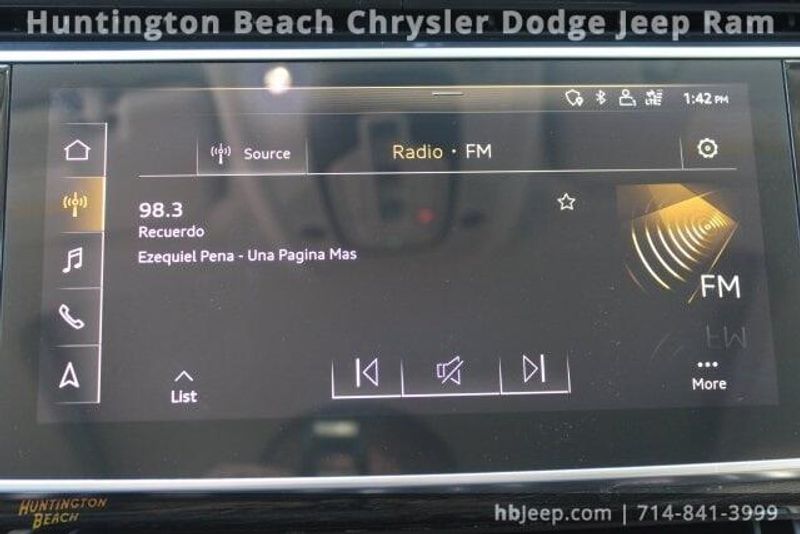 Huntington Beach Chrysler Dodge Jeep Ram
1:42 PM
Source
Radio · FM
98.3
Recuerdo
Ezequiel Pena - Una Pagina Mas
FM
List
More
HUNTINGTON
BEACH
hbjeep.com | 714-841-3999